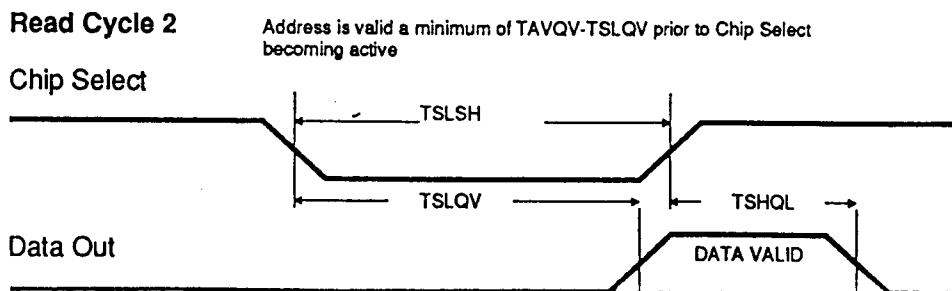 Read Cycle 2
Address is valid a minimum of TAVQV-TSLQV prior to Chip Select
becoming active
Chip Select
TSLSH
TSLQV
TSHQL
Data Out
DATA VALID